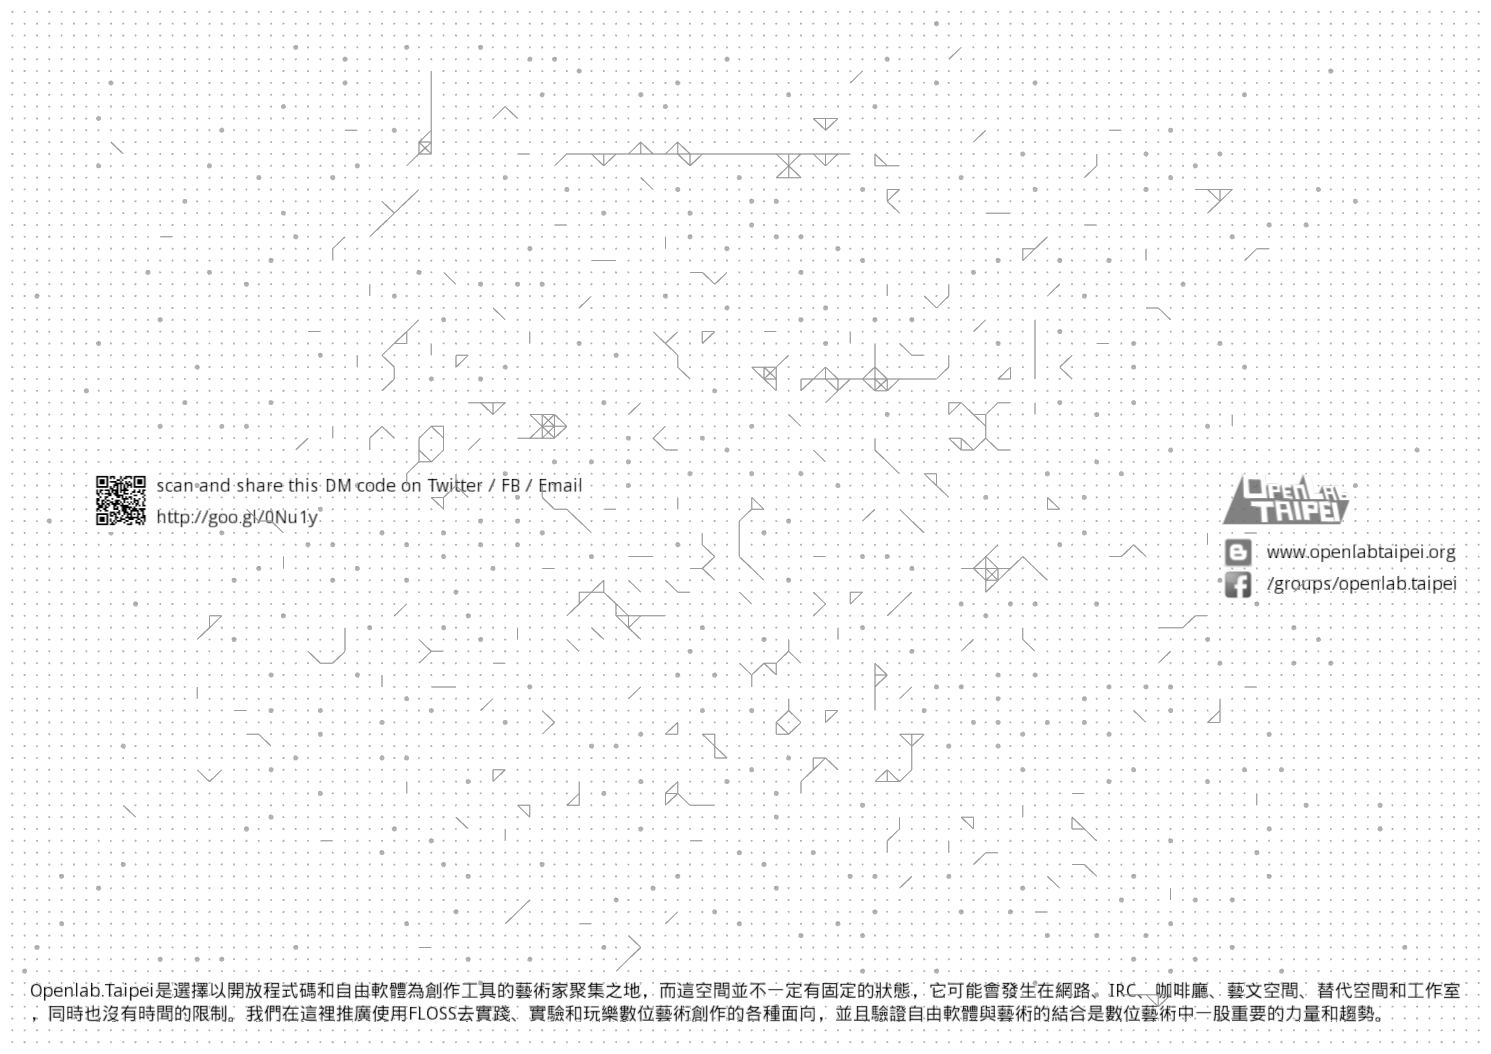 scan and share this DM code on Twitter / FB / Email
http://goo.gl/0Nu1y
OPENLAB
TAIPEI
www.openlabtaipei.org
/groups/openlab.taipei
Openlab.Taipei是選擇以開放程式碼和自由軟體為創作工具的藝術家聚集之地，而這空間並不一定有固定的狀態，它可能會發生在網路、IRC、咖啡廳、藝文空間、替代空間和工作室
，同時也沒有時間的限制。我們在這裡推廣使用FLOSS去實踐、實驗和玩樂數位藝術創作的各種面向，並且驗證自由軟體與藝術的結合是數位藝術中一股重要的力量和趨勢。